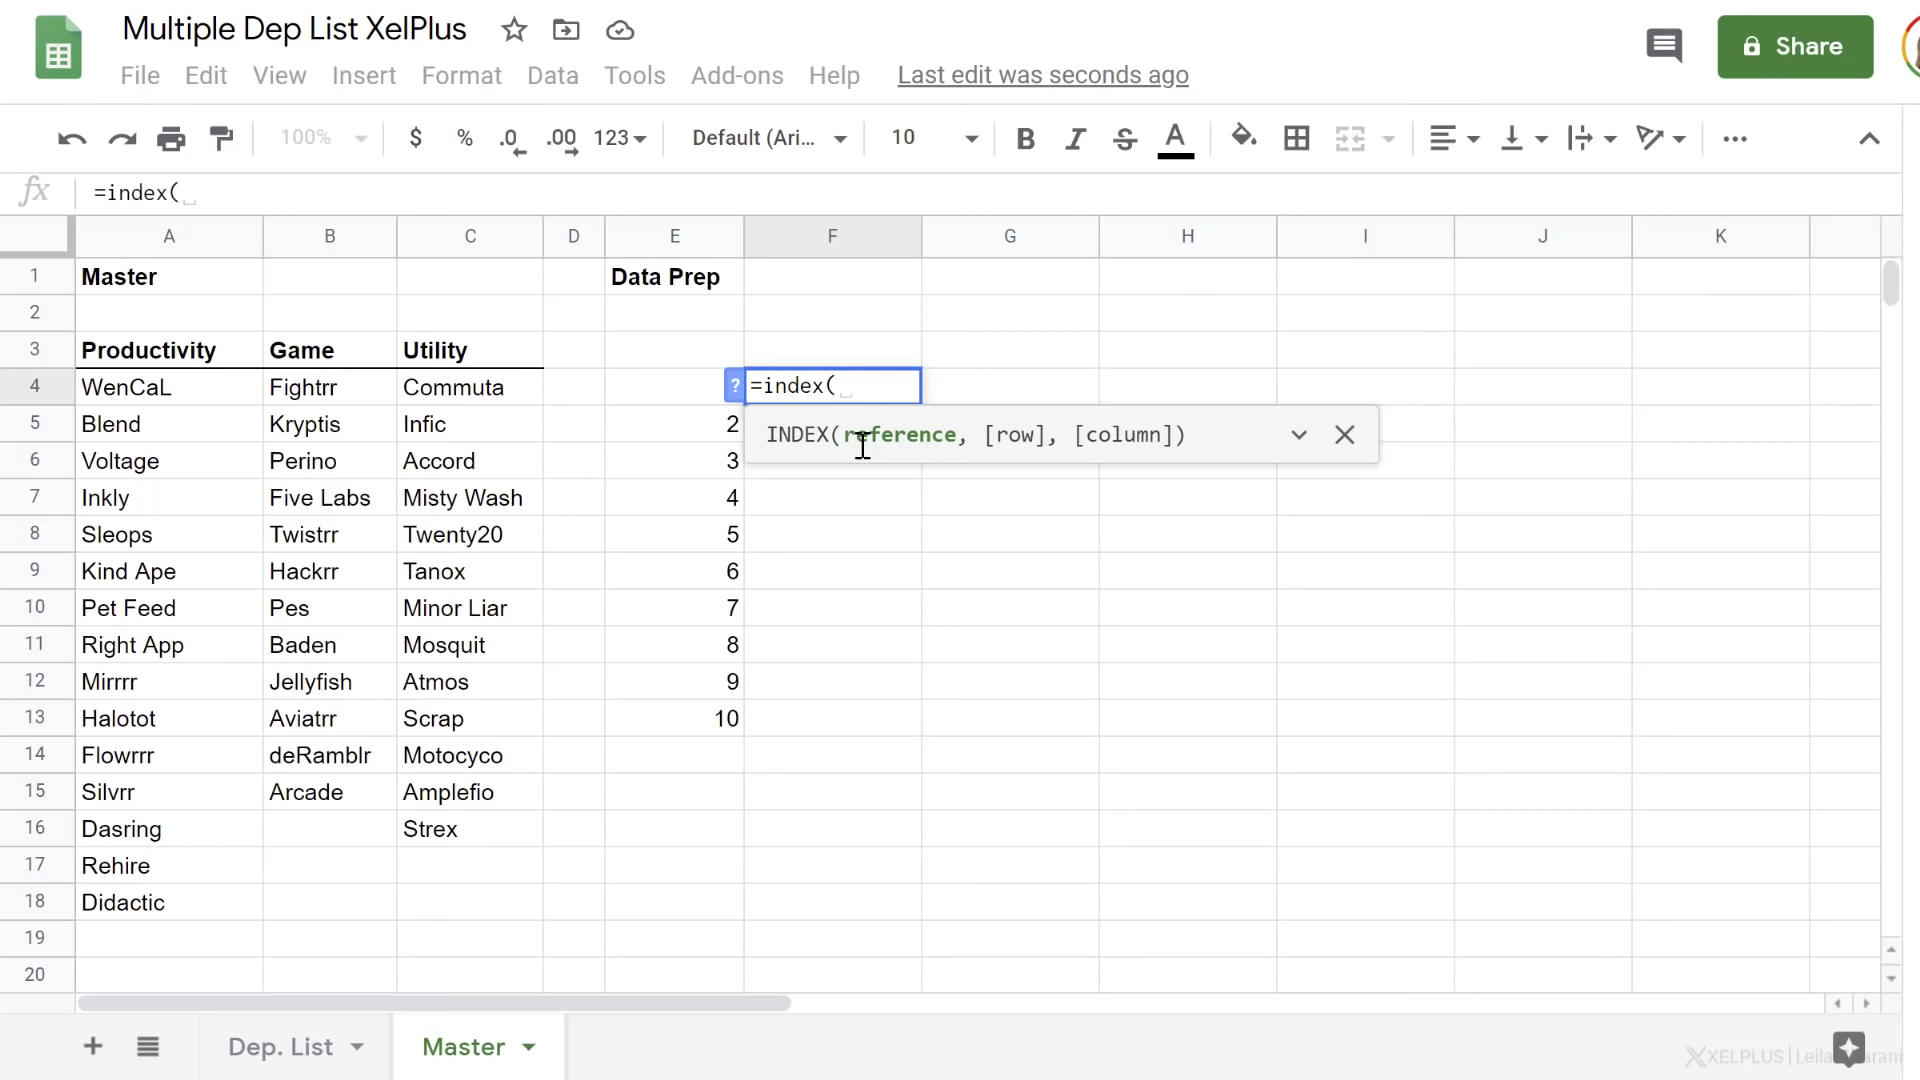 Multiple Dep List XelPlus
Share
File Edit View Insert Format Data Tools Add-ons Help Last edit was seconds ago
100% $ % .0 .00 123 Default (Ari... 10 B I S A
fx =index(
A B C D E F G H I J K
1 Master Data Prep
2
3 Productivity Game Utility
4 WenCaL Fightrr Commuta ? =index(
5 Blend Kryptis Infic 2 INDEX(reference, [row], [column])
6 Voltage Perino Accord 3
7 Inkly Five Labs Misty Wash 4
8 Sleops Twistrr Twenty20 5
9 Kind Ape Hackrr Tanox 6
10 Pet Feed Pes Minor Liar 7
11 Right App Baden Mosquit 8
12 Mirrrr Jellyfish Atmos 9
13 Halotot Aviatrr Scrap 10
14 Flowrrr deRamblr Motocyco
15 Silvrr Arcade Amplefio
16 Dasring Strex
17 Rehire
18 Didactic
19
20
+ Dep. List Master
XELPLUS